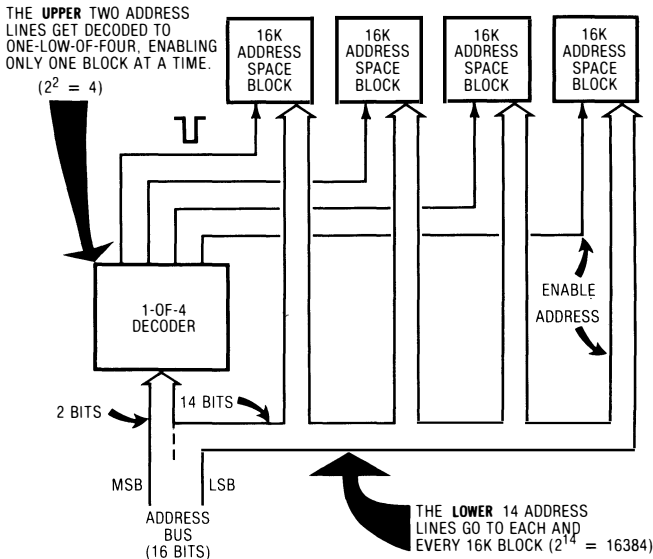 THE UPPER TWO ADDRESS
LINES GET DECODED TO
ONE-LOW-OF-FOUR, ENABLING
ONLY ONE BLOCK AT A TIME.
(2² = 4)
16K
ADDRESS
SPACE
BLOCK
16K
ADDRESS
SPACE
BLOCK
16K
ADDRESS
SPACE
BLOCK
16K
ADDRESS
SPACE
BLOCK
1-OF-4
DECODER
ENABLE
ADDRESS
2 BITS
14 BITS
MSB
LSB
ADDRESS
BUS
(16 BITS)
THE LOWER 14 ADDRESS
LINES GO TO EACH AND
EVERY 16K BLOCK (2¹⁴ = 16384)